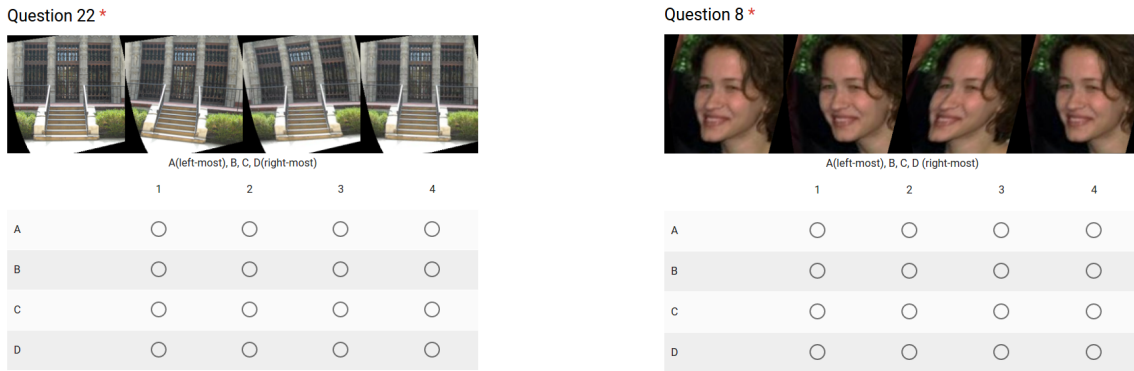 Question 22 *
A(left-most), B, C, D(right-most)
1 2 3 4
A
B
C
D
Question 8 *
A(left-most), B, C, D (right-most)
1 2 3 4
A
B
C
D